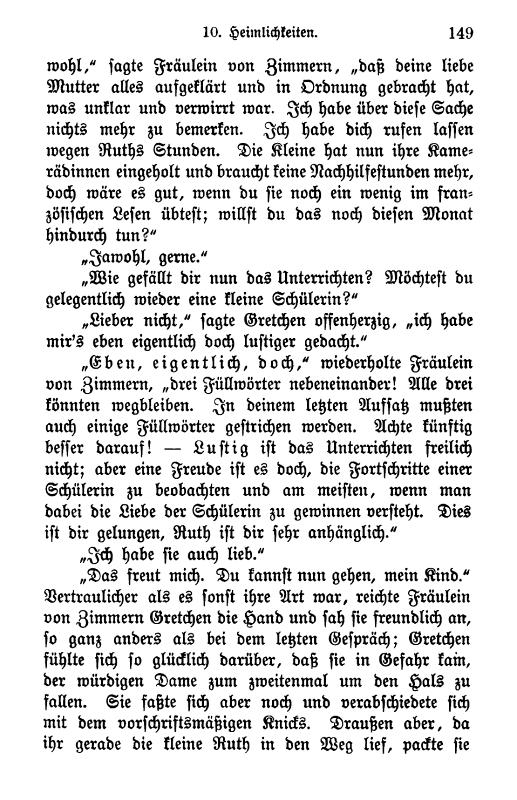 10. Heimlichkeiten. 149
wohl,“ sagte Fräulein von Zimmern, „daß deine liebe
Mutter alles aufgeklärt und in Ordnung gebracht hat,
was unklar und verwirrt war. Ich habe über diese Sache
nichts mehr zu bemerken. Ich habe dich rufen lassen
wegen Ruths Stunden. Die Kleine hat nun ihre Kame-
rädinnen eingeholt und braucht keine Nachhilfestunden mehr,
doch wäre es gut, wenn du sie noch ein wenig im fran-
zösischen Lesen übtest; willst du das noch diesen Monat
hindurch tun?“
„Jawohl, gerne.“
„Wie gefällt dir nun das Unterrichten? Möchtest du
gelegentlich wieder eine kleine Schülerin?“
„Lieber nicht,“ sagte Gretchen offenherzig, „ich habe
mir's eben eigentlich doch lustiger gedacht.“
„Eben, eigentlich, doch,“ wiederholte Fräulein
von Zimmern, „drei Füllwörter nebeneinander! Alle drei
könnten wegbleiben. In deinem letzten Aufsatz mußten
auch einige Füllwörter gestrichen werden. Achte künftig
besser darauf! — Lustig ist das Unterrichten freilich
nicht; aber eine Freude ist es doch, die Fortschritte einer
Schülerin zu beobachten und am meisten, wenn man
dabei die Liebe der Schülerin zu gewinnen versteht. Dies
ist dir gelungen, Ruth ist dir sehr anhänglich.“
„Ich habe sie auch lieb.“
„Das freut mich. Du kannst nun gehen, mein Kind.“
Vertraulicher als es sonst ihre Art war, reichte Fräulein
von Zimmern Gretchen die Hand und sah sie freundlich an,
so ganz anders als bei dem letzten Gespräch; Gretchen
fühlte sich so glücklich darüber, daß sie in Gefahr kam,
der würdigen Dame zum zweitenmal um den Hals zu
fallen. Sie faßte sich aber noch und verabschiedete sich
mit dem vorschriftsmäßigen Knicks. Draußen aber, da
ihr gerade die kleine Ruth in den Weg lief, packte sie